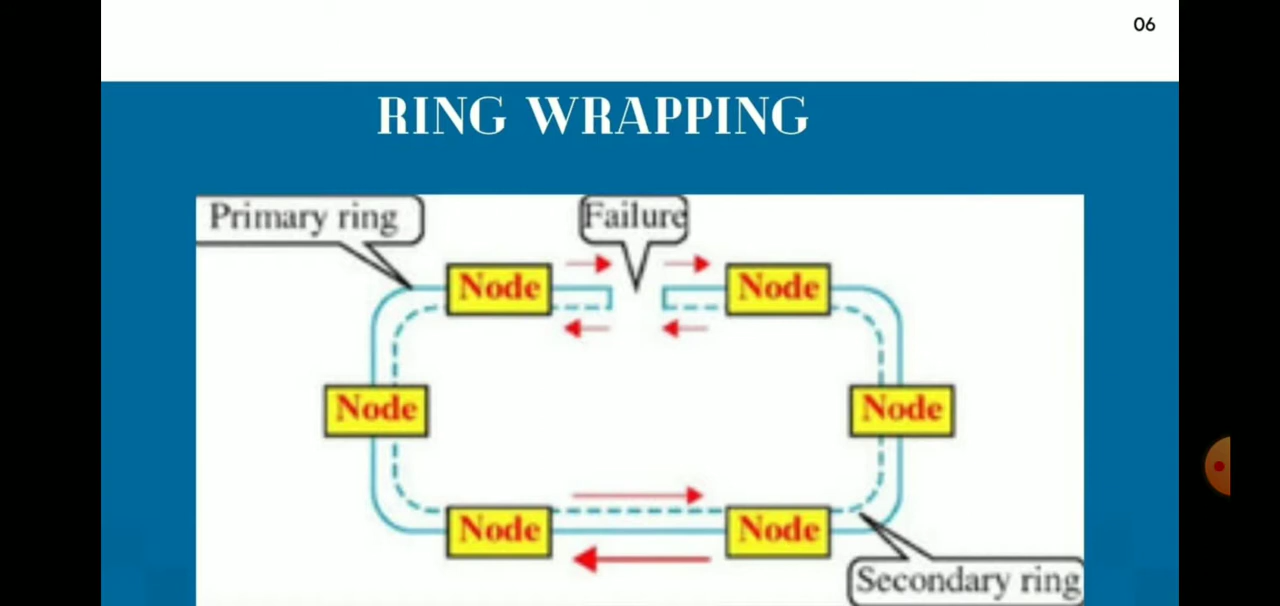 06
RING WRAPPING
Primary ring
Failure
Node
Node
Node
Node
Node
Node
Secondary ring